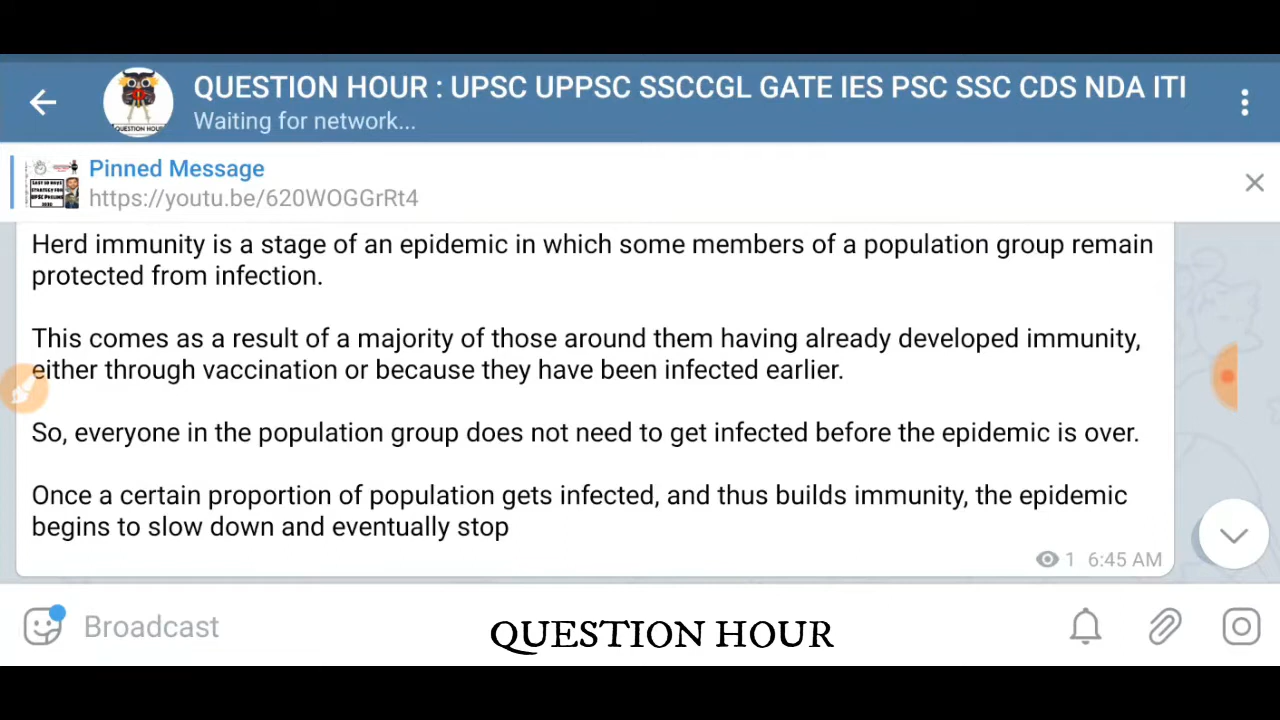 QUESTION HOUR : UPSC UPPSC SSCCGL GATE IES PSC SSC CDS NDA ITI
Waiting for network...
QUESTION HOUR
Pinned Message
https://youtu.be/620WOGGrRt4
Herd immunity is a stage of an epidemic in which some members of a population group remain
protected from infection.
This comes as a result of a majority of those around them having already developed immunity,
either through vaccination or because they have been infected earlier.
So, everyone in the population group does not need to get infected before the epidemic is over.
Once a certain proportion of population gets infected, and thus builds immunity, the epidemic
begins to slow down and eventually stop
1 6:45 AM
Broadcast
QUESTION HOUR